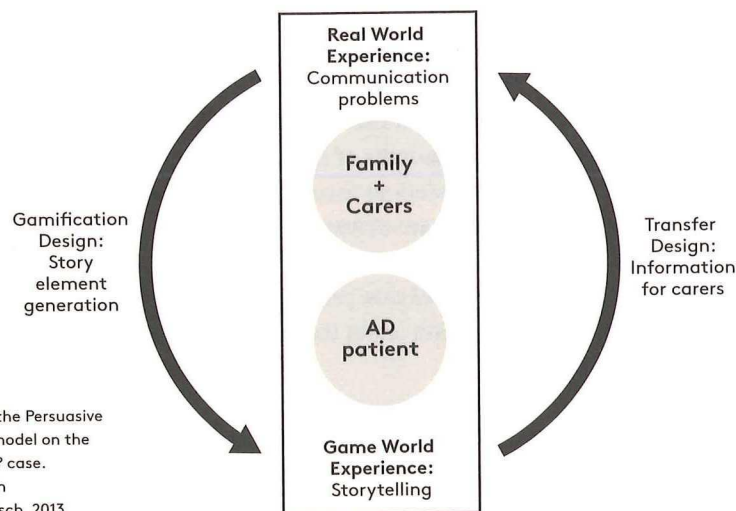 Real World
Experience:
Communication
problems
Family
+
Carers
Gamification
Design:
Story
element
generation
Transfer
Design:
Information
for carers
AD
patient
Game World
Experience:
Storytelling
the Persuasive
model on the
case.
2013